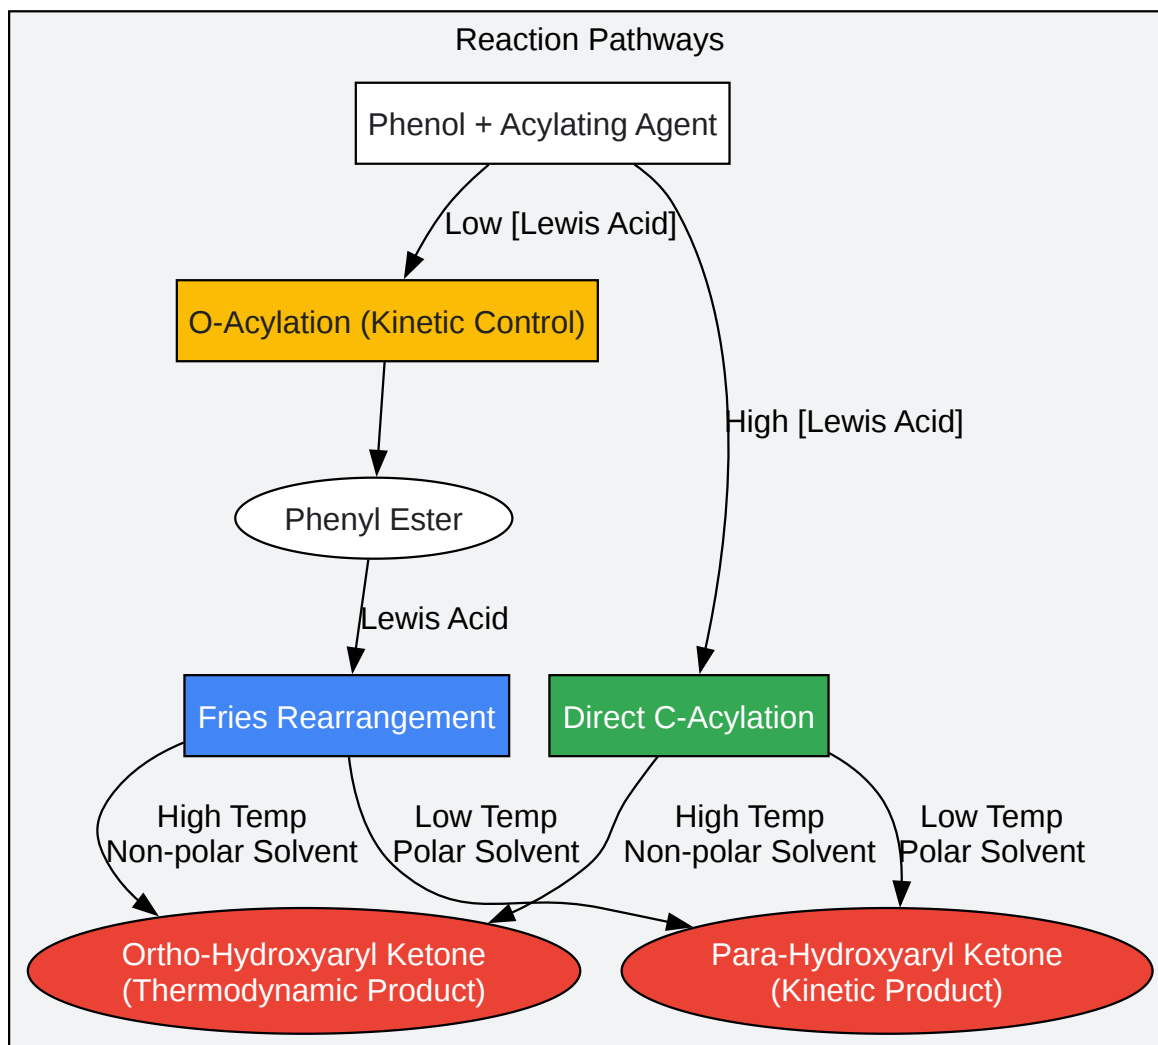 Reaction Pathways
Phenol + Acylating Agent
Low [Lewis Acid]
O-Acylation (Kinetic Control)
High [Lewis Acid]
Phenyl Ester
Lewis Acid
Fries Rearrangement
Direct C-Acylation
High Temp
Non-polar Solvent
Low Temp
Polar Solvent
High Temp
Non-polar Solvent
Low Temp
Polar Solvent
Ortho-Hydroxyaryl Ketone
(Thermodynamic Product)
Para-Hydroxyaryl Ketone
(Kinetic Product)